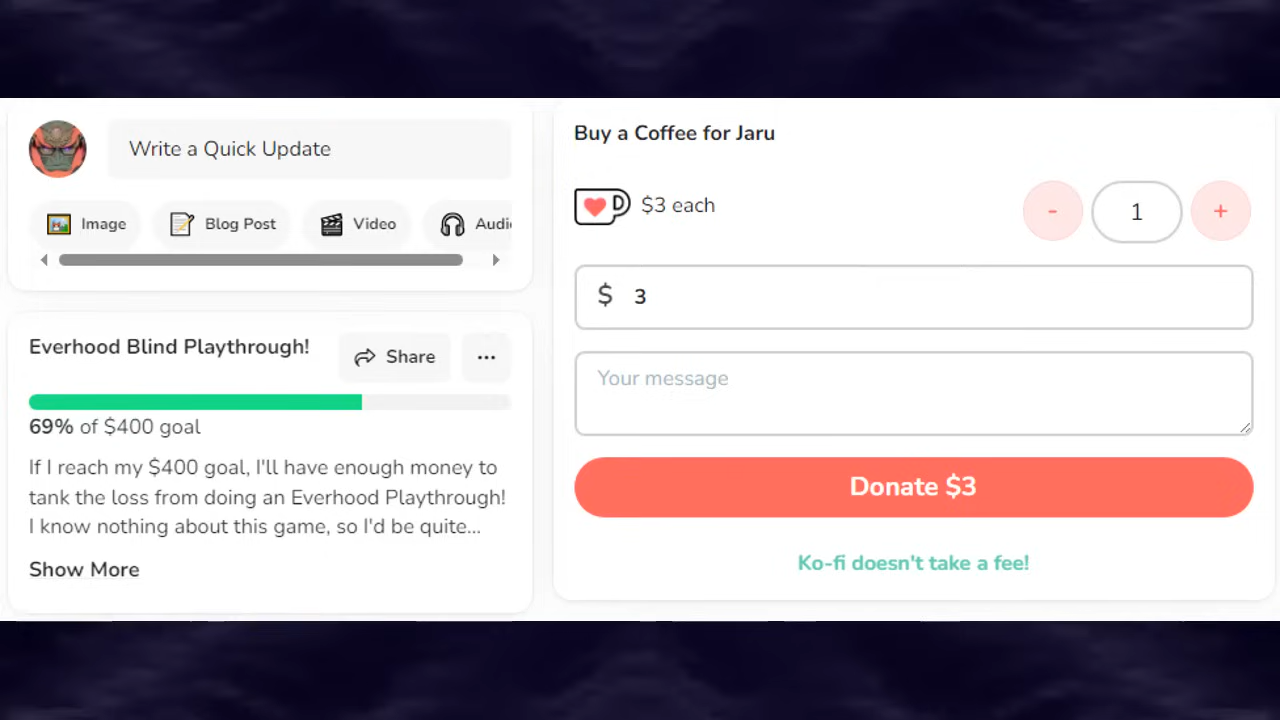 Write a Quick Update
Image
Blog Post
Video
Audi
Everhood Blind Playthrough!
Share
...
69% of $400 goal
If I reach my $400 goal, I'll have enough money to
tank the loss from doing an Everhood Playthrough!
I know nothing about this game, so I'd be quite...
Show More
Buy a Coffee for Jaru
$3 each
-
1
+
$ 3
Your message
Donate $3
Ko-fi doesn't take a fee!